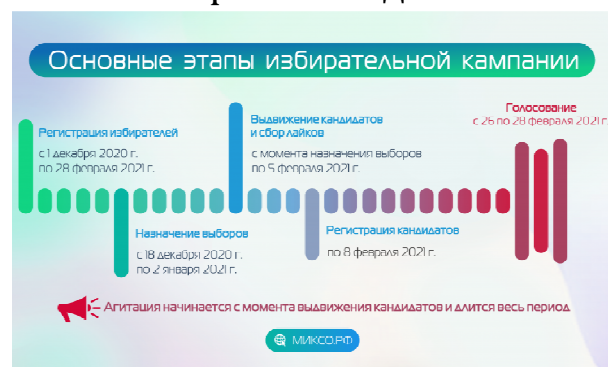 Основные этапы избирательной кампании
Регистрация избирателей
с 1 декабря 2020 г.
по 28 февраля 2021 г.
Выдвижение кандидатов
и сбор лайков
с момента назначения выборов
по 5 февраля 2021 г.
Голосование
с 26 по 28 февраля 2021 г.
Назначение выборов
с 18 декабря 2020 г.
по 2 января 2021 г.
Регистрация кандидатов
по 8 февраля 2021 г.
Агитация начинается с момента выдвижения кандидатов и длится весь период
МИКСО.РФ